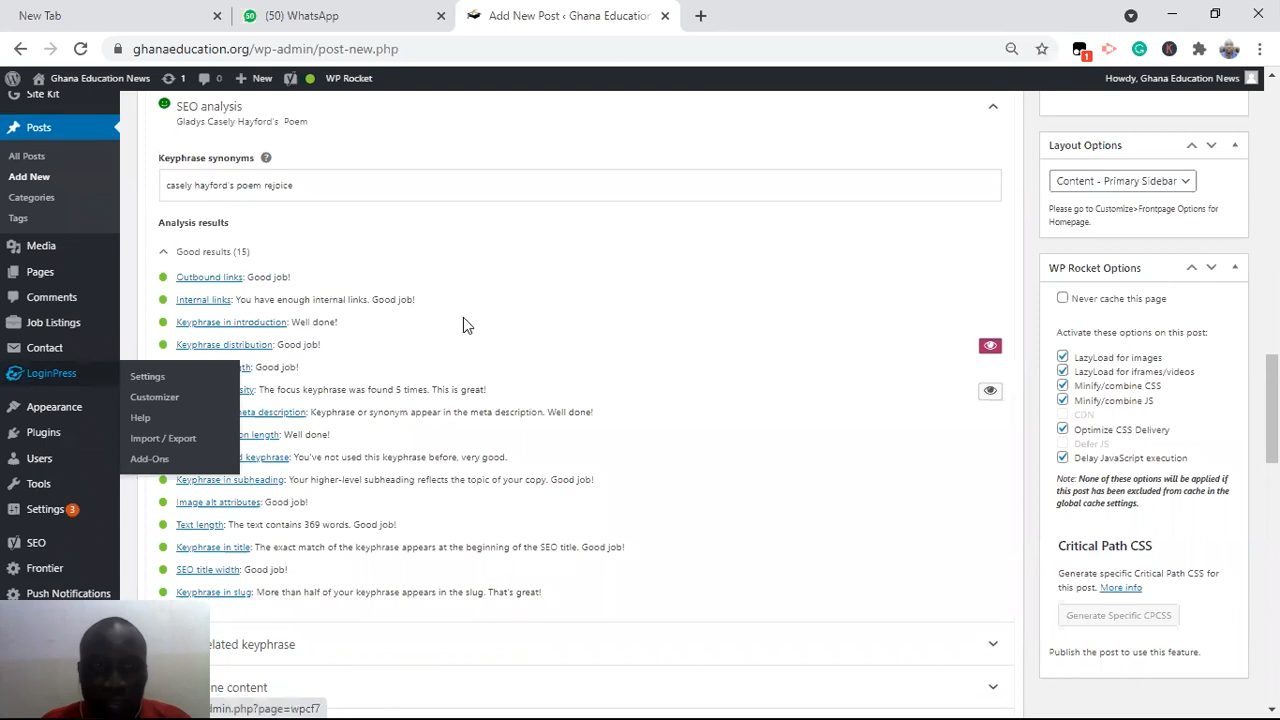 New Tab
(50) WhatsApp
Add New Post ‹ Ghana Education
ghanaeducation.org/wp-admin/post-new.php
1
Ghana Education News
1
0
New
WP Rocket
Howdy, Ghana Education News
Site Kit
Posts
All Posts
Add New
Categories
Tags
Media
Pages
Comments
Job Listings
Contact
LoginPress
Settings
Customizer
Help
Import / Export
Add-Ons
Appearance
Plugins
Users
Tools
Settings 3
SEO
Frontier
Push Notifications
SEO analysis
Gladys Casely Hayford's Poem
Keyphrase synonyms
casely hayford's poem rejoice
Analysis results
Good results (15)
Outbound links: Good job!
Internal links: You have enough internal links. Good job!
Keyphrase in introduction: Well done!
Keyphrase distribution: Good job!
Good job!
The focus keyphrase was found 5 times. This is great!
meta description: Keyphrase or synonym appear in the meta description. Well done!
length: Well done!
keyphrase: You've not used this keyphrase before, very good.
Keyphrase in subheading: Your higher-level subheading reflects the topic of your copy. Good job!
Image alt attributes: Good job!
Text length: The text contains 369 words. Good job!
Keyphrase in title: The exact match of the keyphrase appears at the beginning of the SEO title. Good job!
SEO title width: Good job!
Keyphrase in slug: More than half of your keyphrase appears in the slug. That's great!
elated keyphrase
ne content
dmin.php?page=wpcf7
Layout Options
Content - Primary Sidebar
Please go to Customize>Frontpage Options for
Homepage.
WP Rocket Options
Never cache this page
Activate these options on this post:
LazyLoad for images
LazyLoad for iframes/videos
Minify/combine CSS
Minify/combine JS
CDN
Optimize CSS Delivery
Defer JS
Delay JavaScript execution
Note: None of these options will be applied if
this post has been excluded from cache in the
global cache settings.
Critical Path CSS
Generate specific Critical Path CSS for
this post. More info
Generate Specific CPCSS
Publish the post to use this feature.